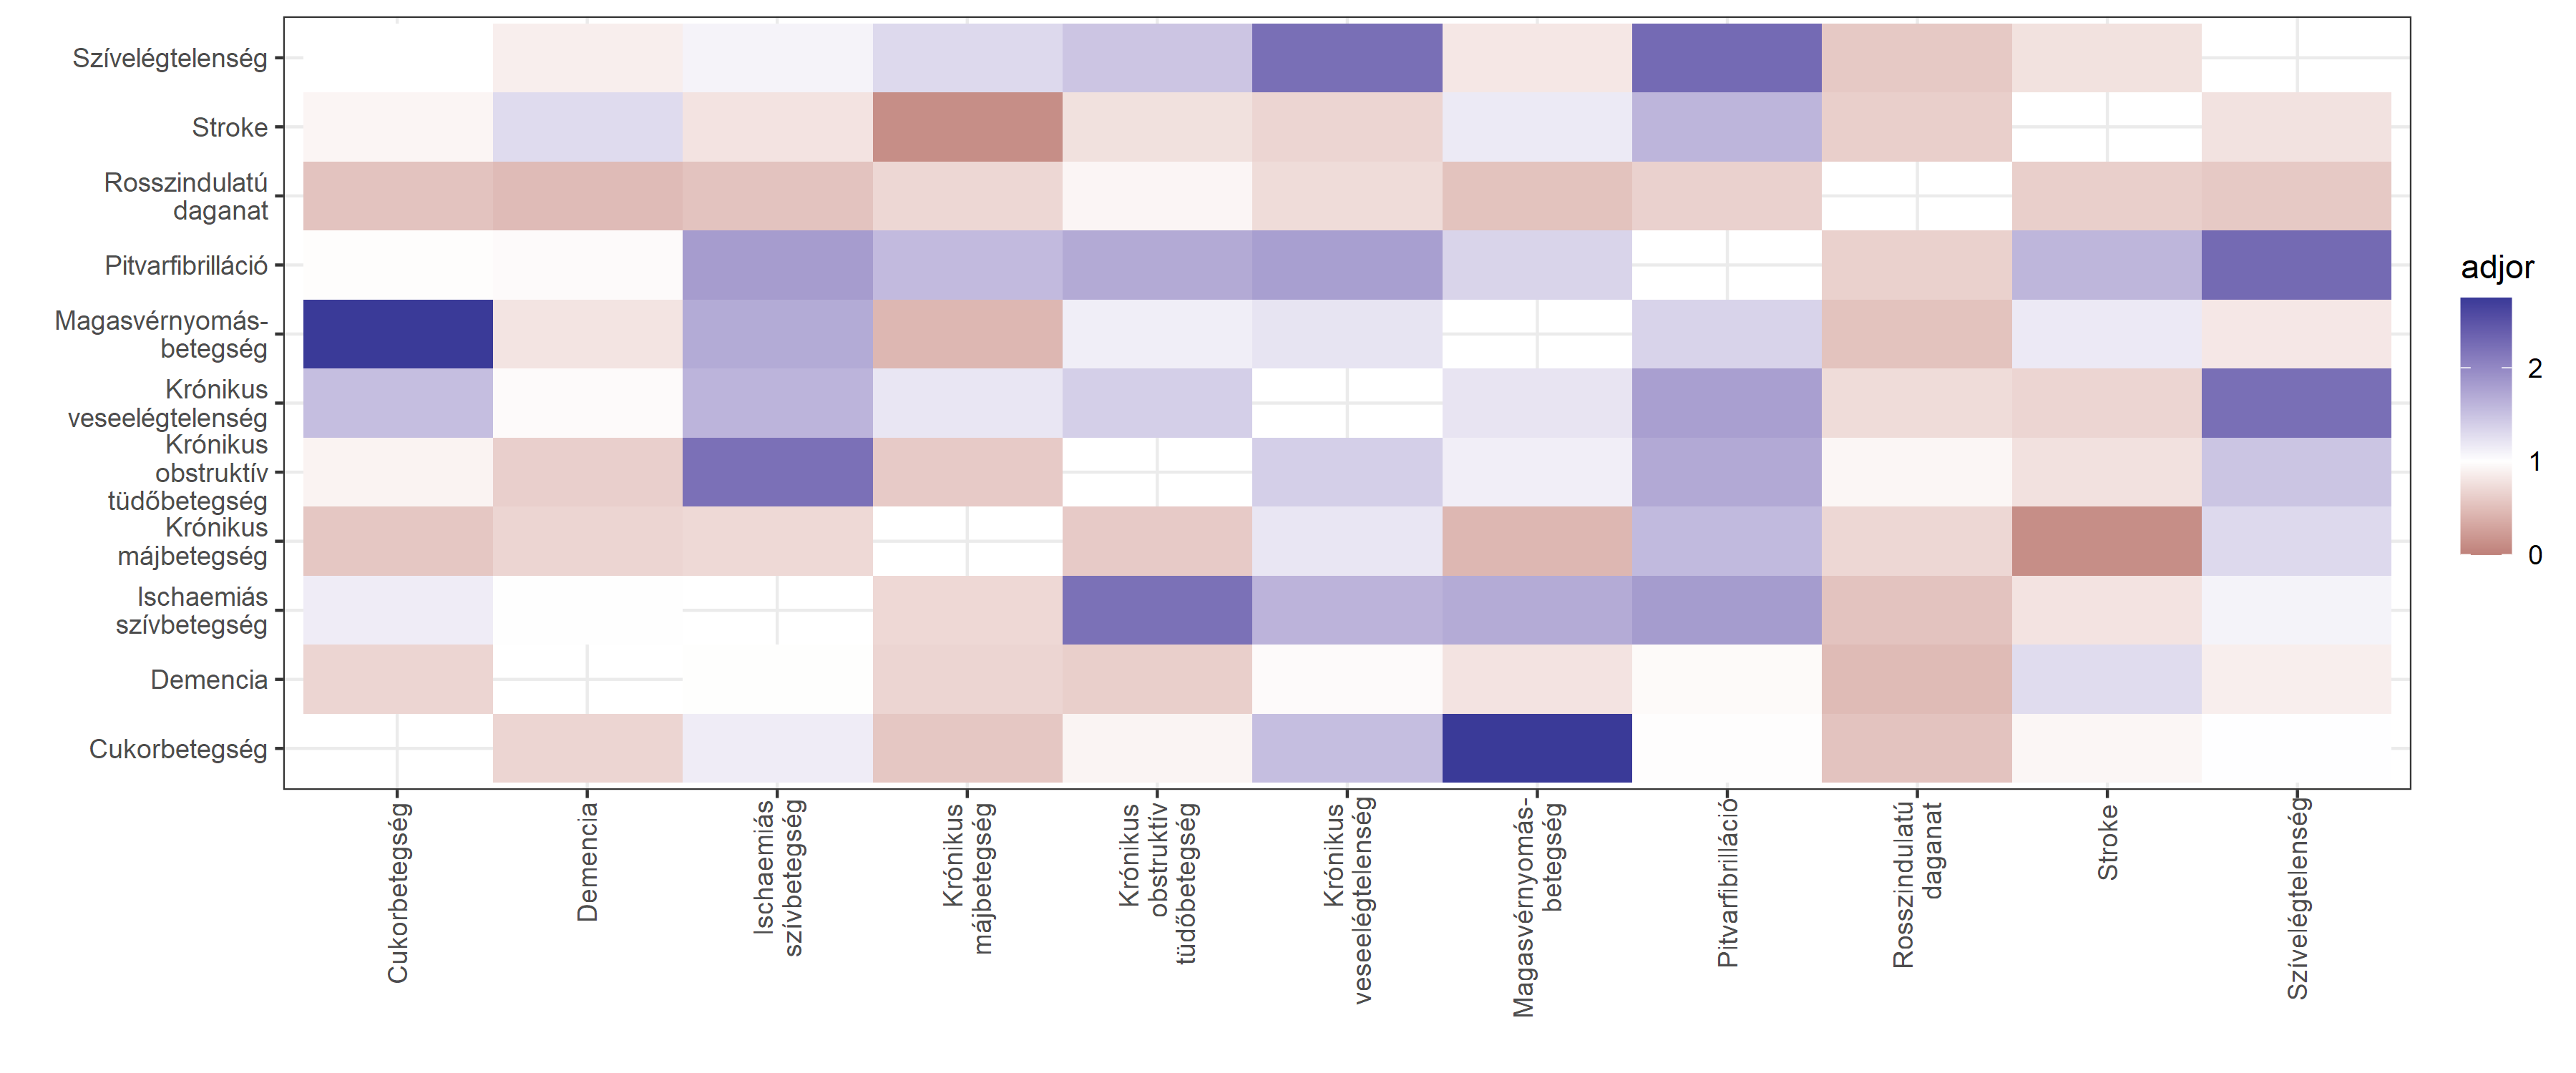 Szívelégtelenség
Stroke
Rosszindulatú
daganat
Pitvarfibrilláció
Magasvérnyomás-
betegség
Krónikus
veseelégtelenség
Krónikus
obstruktív
tüdőbetegség
Krónikus
májbetegség
Ischaemiás
szívbetegség
Demencia
Cukorbetegség
Cukorbetegség
Demencia
Ischaemiás
szívbetegség
Krónikus
májbetegség
Krónikus
obstruktív
tüdőbetegség
Krónikus
veseelégtelenség
Magasvérnyomás-
betegség
Pitvarfibrilláció
Rosszindulatú
daganat
Stroke
Szívelégtelenség
adjor
2
1
0